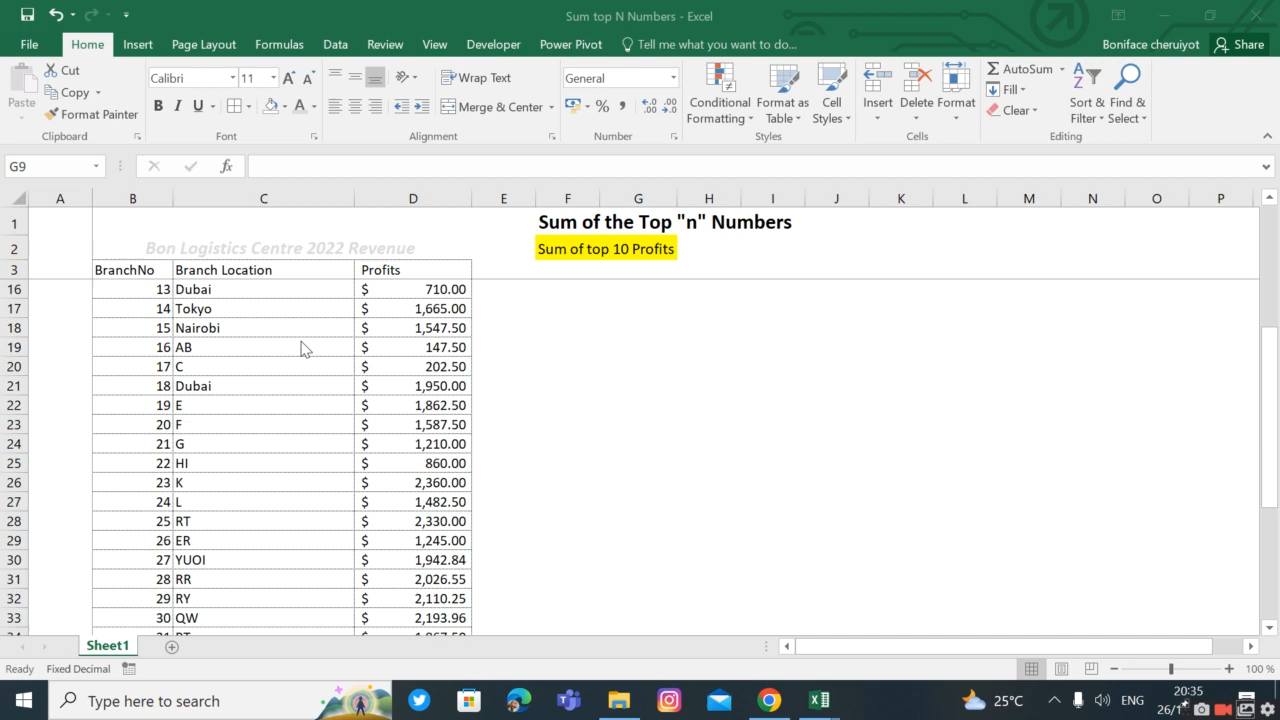 Sum top N Numbers - Excel
File Home Insert Page Layout Formulas Data Review View Developer Power Pivot Tell me what you want to do... Boniface cheruiyot Share
Paste Cut Copy Format Painter Clipboard
Calibri 11 B I U A Font
Wrap Text Merge & Center Alignment
General % Number
Conditional Formatting Format as Table Cell Styles Styles
Insert Delete Format Cells
AutoSum Fill Clear Sort & Filter Find & Select Editing
G9 fx
A B C D E F G H I J K L M N O P
1 Sum of the Top "n" Numbers
2 Bon Logistics Centre 2022 Revenue Sum of top 10 Profits
3 BranchNo Branch Location Profits
16 13 Dubai $ 710.00
17 14 Tokyo $ 1,665.00
18 15 Nairobi $ 1,547.50
19 16 AB $ 147.50
20 17 C $ 202.50
21 18 Dubai $ 1,950.00
22 19 E $ 1,862.50
23 20 F $ 1,587.50
24 21 G $ 1,210.00
25 22 HI $ 860.00
26 23 K $ 2,360.00
27 24 L $ 1,482.50
28 25 RT $ 2,330.00
29 26 ER $ 1,245.00
30 27 YUOI $ 1,942.84
31 28 RR $ 2,026.55
32 29 RY $ 2,110.25
33 30 QW $ 2,193.96
Sheet1
Ready Fixed Decimal 100 %
Type here to search 25°C ENG 20:35